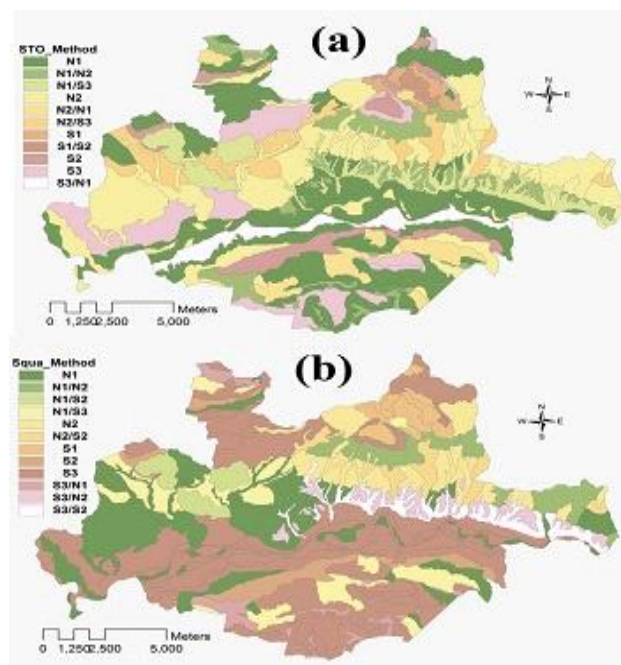 (a)
STO_Method
N1
N1/N2
N1/S3
N2
N2/N1
N2/S3
S1
S1/S2
S2
S3
S3/N1
N
W E
S
Meters
0 1,250 2,500 5,000
(b)
Squa_Method
N1
N1/N2
N1/S2
N1/S3
N2
N2/S2
S1
S2
S3
S3/N1
S3/N2
S3/S2
N
W E
S
Meters
0 1,250 2,500 5,000